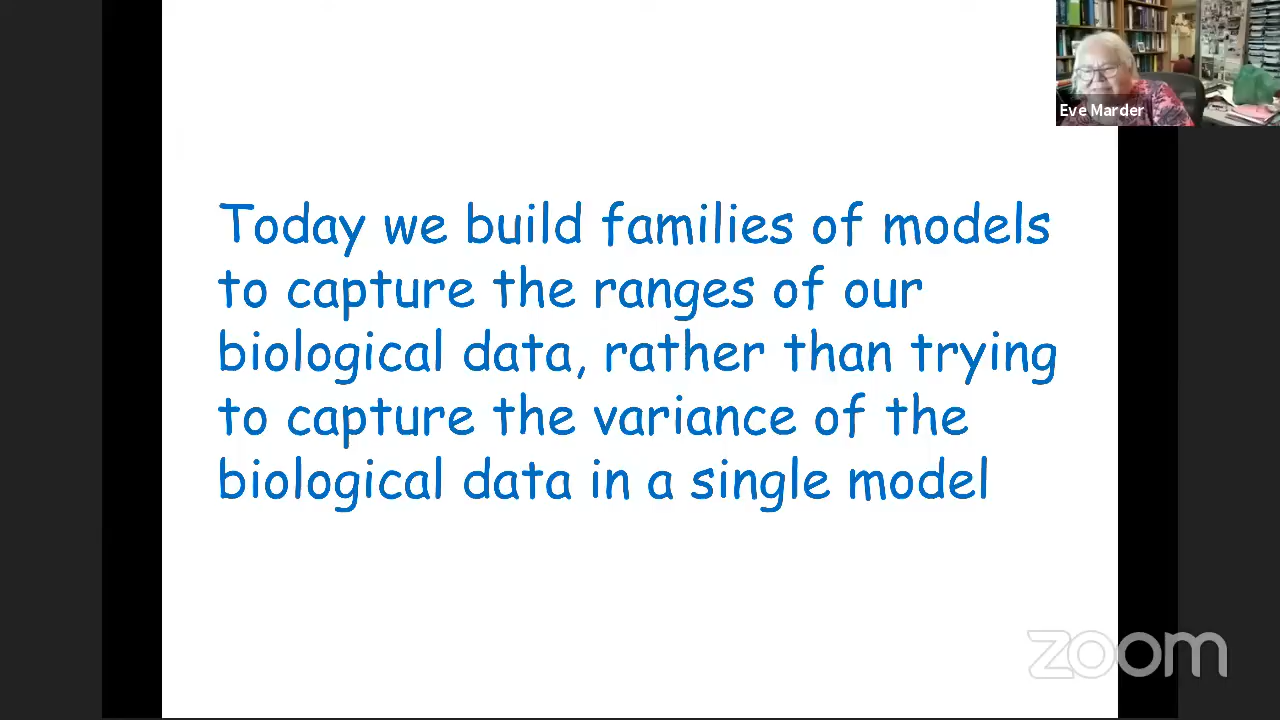 Eve Marder
Today we build families of models
to capture the ranges of our
biological data, rather than trying
to capture the variance of the
biological data in a single model
zoom